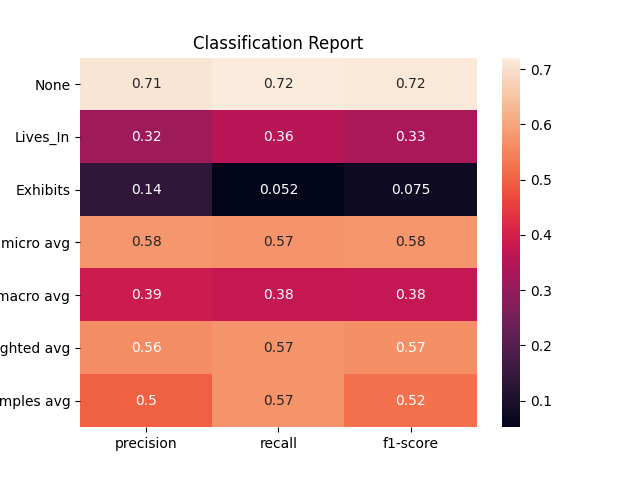 Classification Report
None 0.71 0.72 0.72
Lives_In 0.32 0.36 0.33
Exhibits 0.14 0.052 0.075
micro avg 0.58 0.57 0.58
macro avg 0.39 0.38 0.38
ghted avg 0.56 0.57 0.57
mples avg 0.5 0.57 0.52
precision recall f1-score
0.7
0.6
0.5
0.4
0.3
0.2
0.1